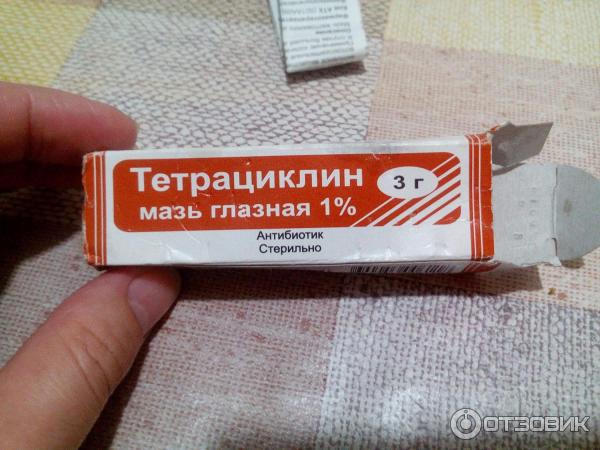 Тетрациклин
3 г
мазь глазная 1%
Антибиотик
Стерильно
ОТЗОВИК